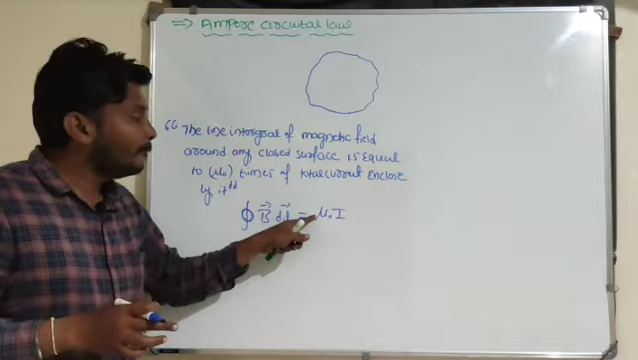 ⇒ Ampere circuital law
“ The line intergral of magnetic field
around any closed surface is equal
to (μ₀) times of total current enclose
by it”
∮ B⃗ dl⃗ = μ₀ I